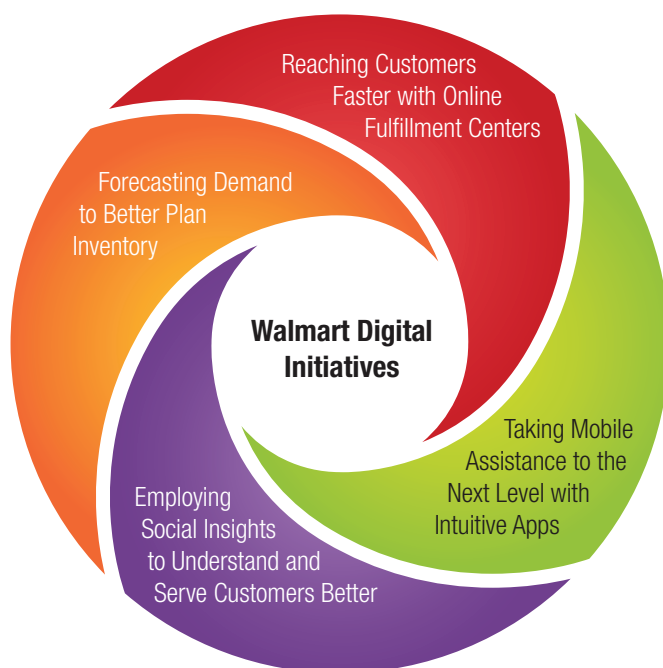 Reaching Customers
Faster with Online
Fulfillment Centers
Forecasting Demand
to Better Plan
Inventory
Walmart Digital
Initiatives
Taking Mobile
Assistance to the
Next Level with
Intuitive Apps
Employing
Social Insights
to Understand and
Serve Customers Better